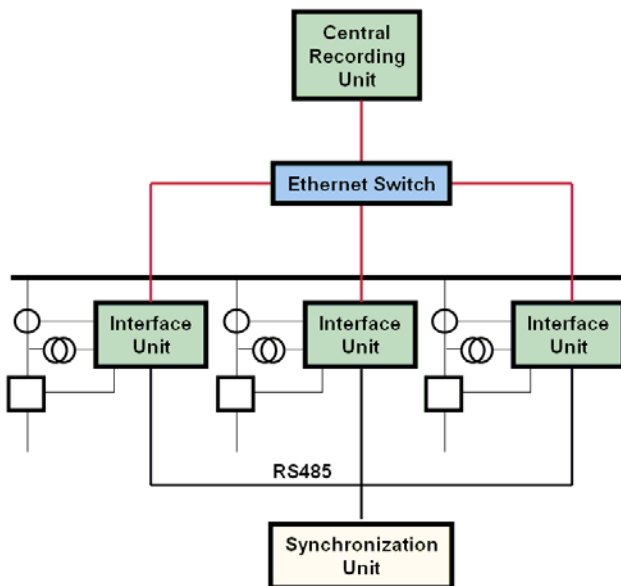 Central
Recording
Unit
Ethernet Switch
Interface
Unit
Interface
Unit
Interface
Unit
RS485
Synchronization
Unit